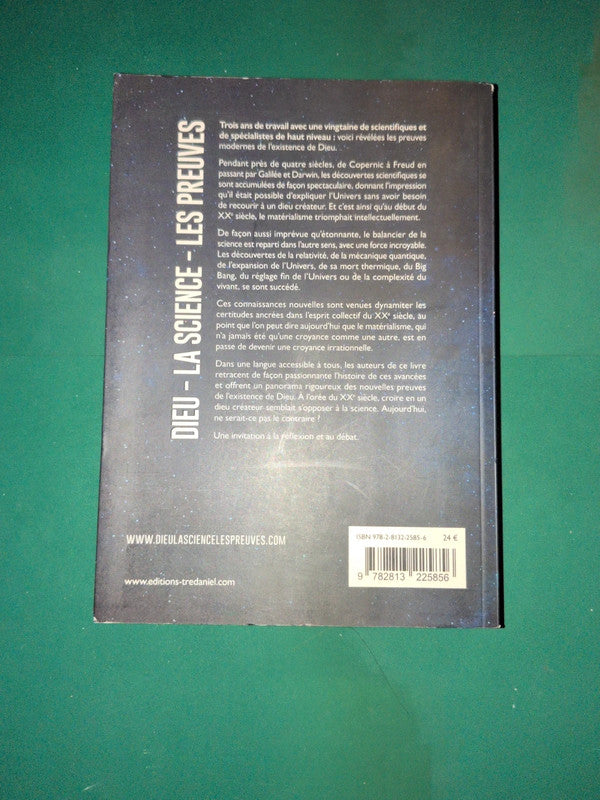 DIEU – LA SCIENCE – LES PREUVES
Trois ans de travail avec une vingtaine de scientifiques et
de spécialistes de haut niveau : voici révélées les preuves
modernes de l'existence de Dieu.
Pendant près de quatre siècles, de Copernic à Freud en
passant par Galilée et Darwin, les découvertes scientifiques se
sont accumulées de façon spectaculaire, donnant l'impression
qu'il était possible d'expliquer l'Univers sans avoir besoin
de recourir à un dieu créateur. Et c'est ainsi qu'au début du
XXe siècle, le matérialisme triomphait intellectuellement.
De façon aussi imprévue qu'étonnante, le balancier de la
science est reparti dans l'autre sens, avec une force incroyable.
Les découvertes de la relativité, de la mécanique quantique,
de l'expansion de l'Univers, de sa mort thermique, du Big
Bang, du réglage fin de l'Univers ou de la complexité du
vivant, se sont succédé.
Ces connaissances nouvelles sont venues dynamiter les
certitudes ancrées dans l'esprit collectif du XXe siècle, au
point que l'on peut dire aujourd'hui que le matérialisme, qui
n'a jamais été qu'une croyance comme une autre, est en
passe de devenir une croyance irrationnelle.
Dans une langue accessible à tous, les auteurs de ce livre
retracent de façon passionnante l'histoire de ces avancées
et offrent un panorama rigoureux des nouvelles preuves
de l'existence de Dieu. À l'orée du XXe siècle, croire en un
dieu créateur semblait s'opposer à la science. Aujourd'hui,
ne serait-ce pas le contraire ?
Une invitation à la réflexion et au débat.
WWW.DIEULASCIENCELESPREUVES.COM
www.editions-tredaniel.com
ISBN 978-2-8132-2585-6 24 €
9 782813 225856